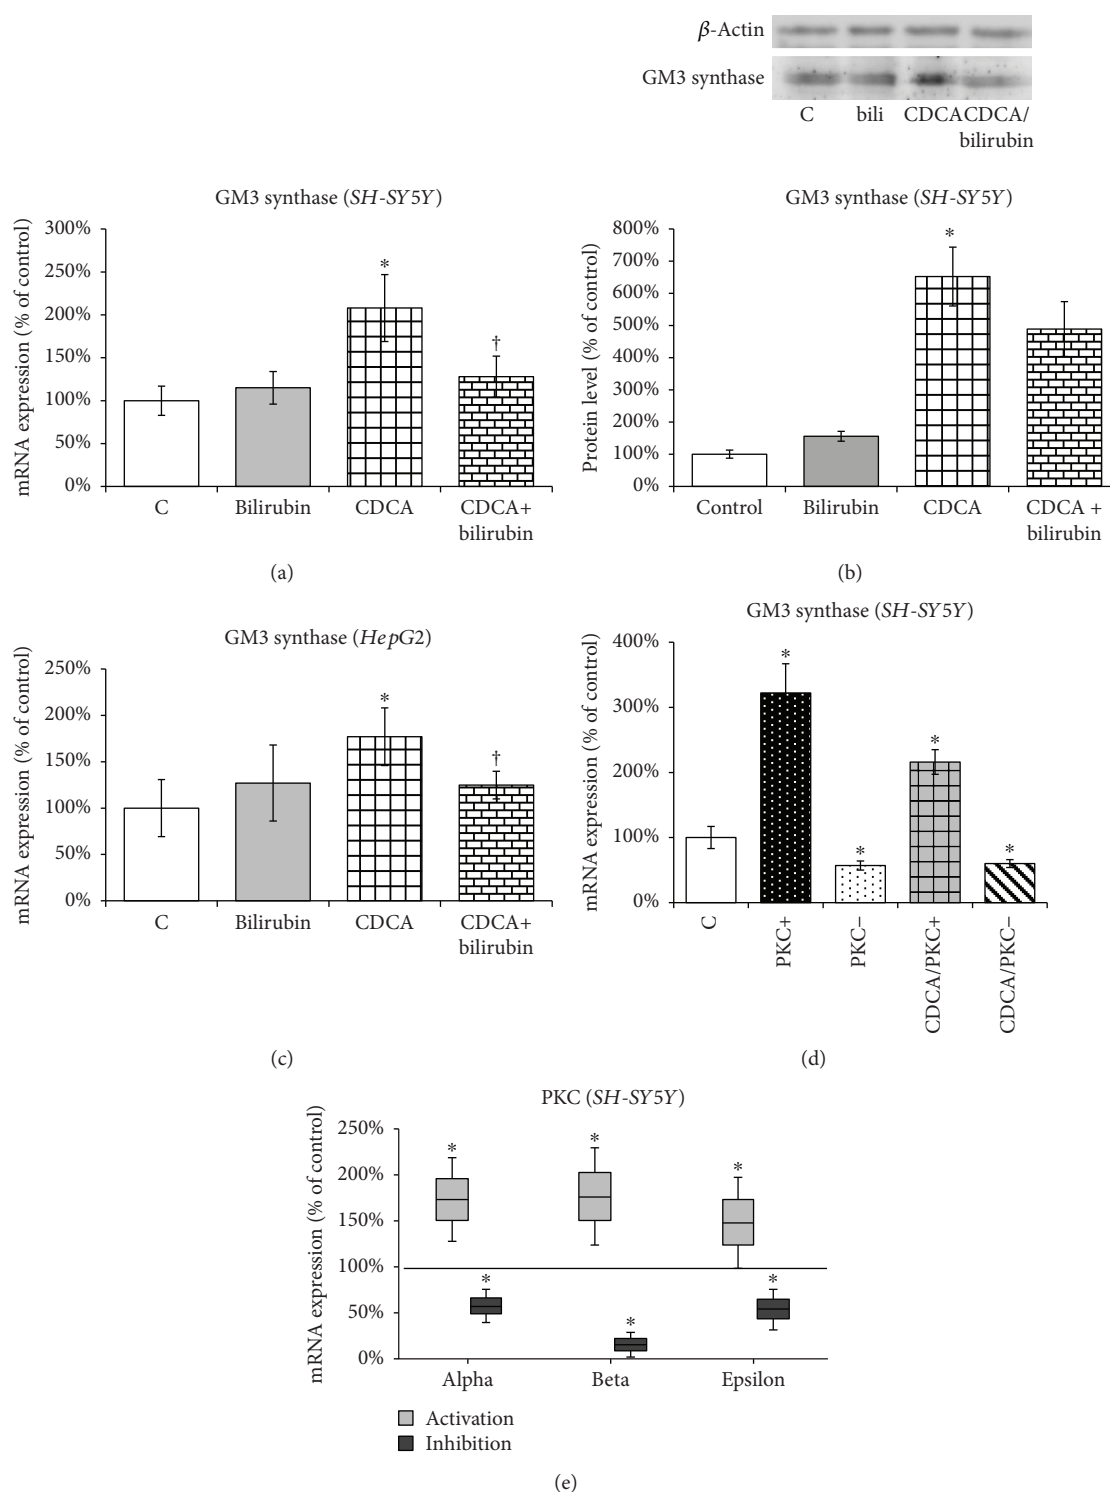 β-Actin
GM3 synthase
C bili CDCA CDCA/
bilirubin
GM3 synthase (SH-SY5Y)
mRNA expression (% of control)
300%
250%
200%
150%
100%
50%
0%
*
†
C Bilirubin CDCA CDCA+
bilirubin
(a)
GM3 synthase (SH-SY5Y)
Protein level (% of control)
800%
700%
600%
500%
400%
300%
200%
100%
0%
*
Control Bilirubin CDCA CDCA +
bilirubin
(b)
GM3 synthase (HepG2)
mRNA expression (% of control)
250%
200%
150%
100%
50%
0%
*
†
C Bilirubin CDCA CDCA+
bilirubin
(c)
GM3 synthase (SH-SY5Y)
mRNA expression (% of control)
400%
300%
200%
100%
0%
* * * *
C
PKC+
PKC−
CDCA/PKC+
CDCA/PKC−
(d)
PKC (SH-SY5Y)
mRNA expression (% of control)
250%
200%
150%
100%
50%
0%
* * *
* * *
Alpha Beta Epsilon
Activation
Inhibition
(e)